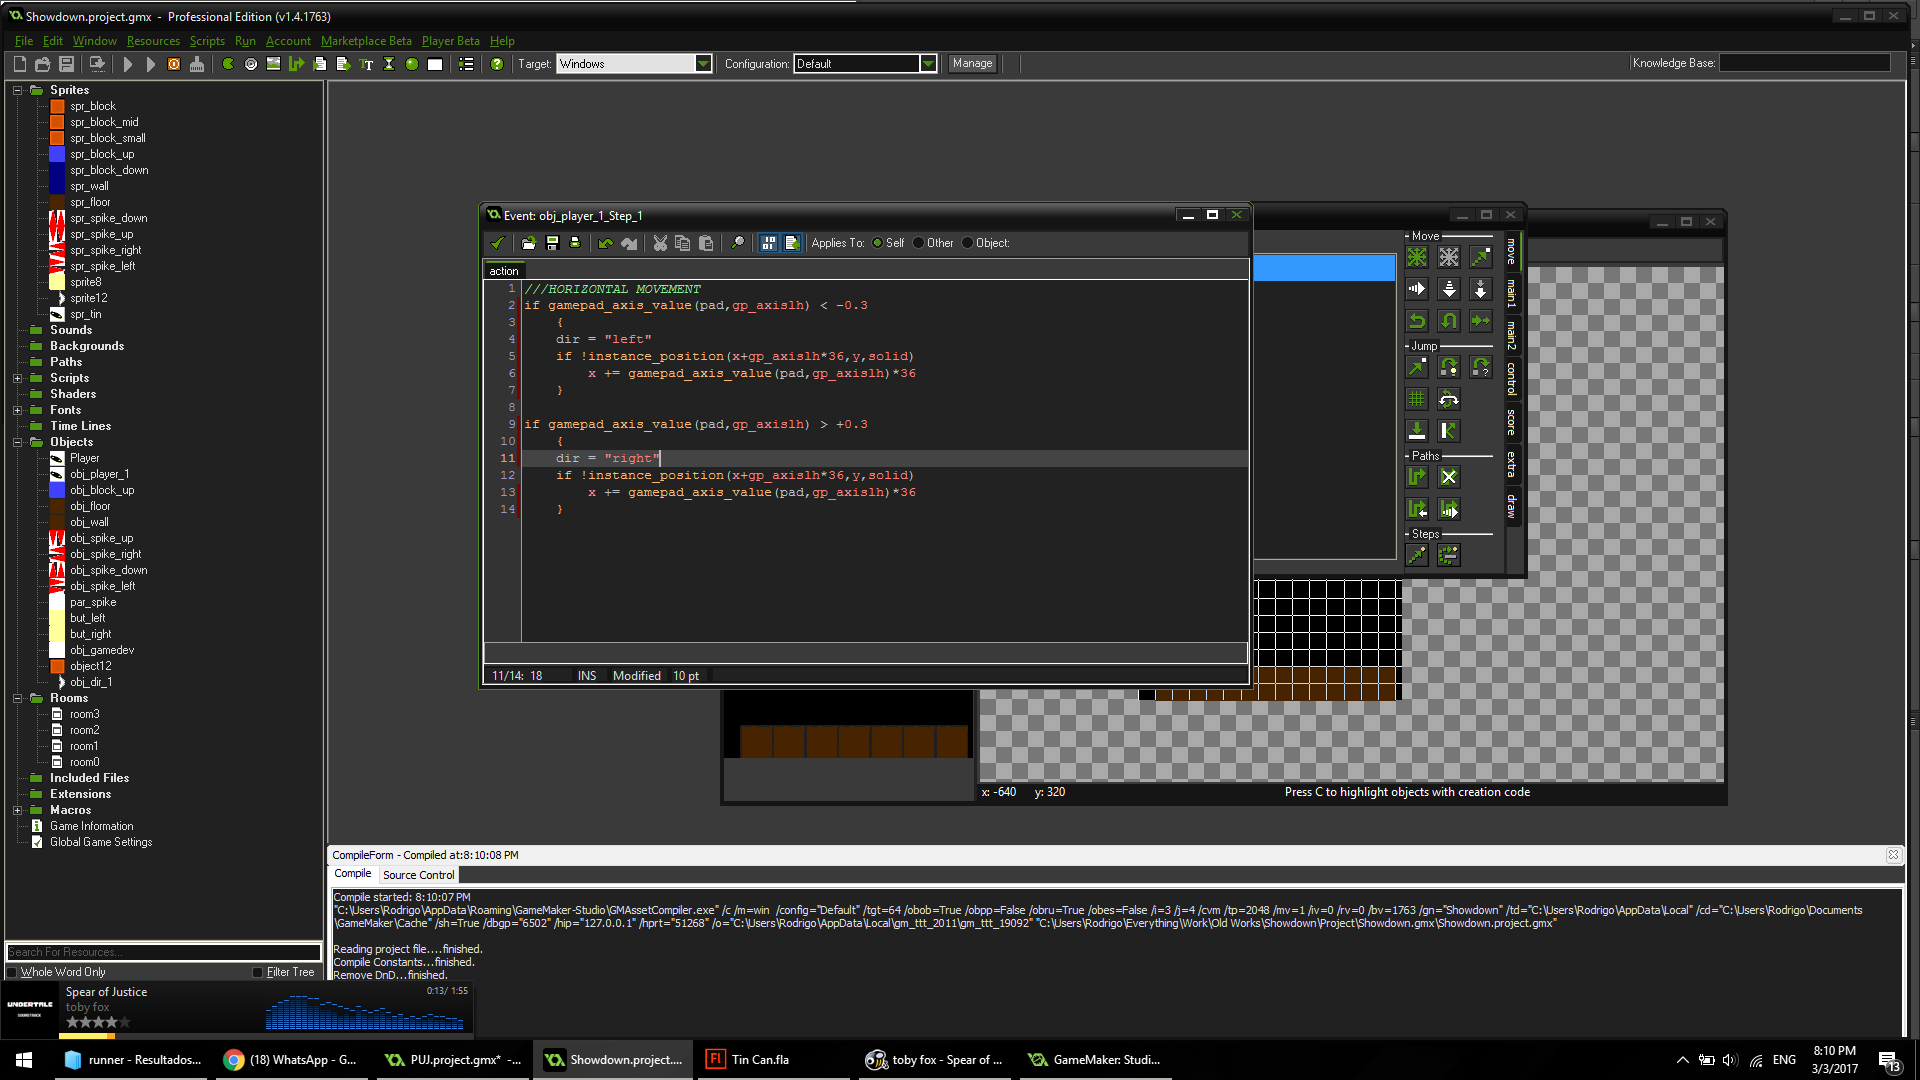 Showdown.project.gmx - Professional Edition (v1.4.1763)
File Edit Window Resources Scripts Run Account Marketplace Beta Player Beta Help
Target: Windows Configuration: Default Manage Knowledge Base:
Sprites
spr_block
spr_block_mid
spr_block_small
spr_block_up
spr_block_down
spr_wall
spr_floor
spr_spike_down
spr_spike_up
spr_spike_right
spr_spike_left
sprite8
sprite12
spr_tin
Sounds
Backgrounds
Paths
Scripts
Shaders
Fonts
Time Lines
Objects
Player
obj_player_1
obj_block_up
obj_floor
obj_wall
obj_spike_up
obj_spike_right
obj_spike_down
obj_spike_left
par_spike
but_left
but_right
obj_gamedev
object12
obj_dir_1
Rooms
room3
room2
room1
room0
Included Files
Extensions
Macros
Game Information
Global Game Settings
Search For Resources...
Whole Word Only Filter Tree
Event: obj_player_1_Step_1
Applies To: Self Other Object:
action
1 ///HORIZONTAL MOVEMENT
2 if gamepad_axis_value(pad,gp_axislh) < -0.3
3 {
4 dir = "left"
5 if !instance_position(x+gp_axislh*36,y,solid)
6 x += gamepad_axis_value(pad,gp_axislh)*36
7 }
8
9 if gamepad_axis_value(pad,gp_axislh) > +0.3
10 {
11 dir = "right"
12 if !instance_position(x+gp_axislh*36,y,solid)
13 x += gamepad_axis_value(pad,gp_axislh)*36
14 }
11/14: 18 INS Modified 10 pt
Move
Jump
Paths
Steps
move
main1
main2
control
score
extra
draw
x: -640 y: 320 Press C to highlight objects with creation code
CompileForm - Compiled at:8:10:08 PM
Compile Source Control
Compile started: 8:10:07 PM
"C:\Users\Rodrigo\AppData\Roaming\GameMaker-Studio\GMAssetCompiler.exe" /c /m=win /config="Default" /tgt=64 /obob=True /obpp=False /obru=True /obes=False /i=3 /j=4 /cvm /tp=2048 /mv=1 /iv=0 /rv=0 /bv=1763 /gn="Showdown" /td="C:\Users\Rodrigo\AppData\Local" /cd="C:\Users\Rodrigo\Documents
\GameMaker\Cache" /sh=True /dbgp="6502" /hip="127.0.0.1" /hprt="51268" /o="C:\Users\Rodrigo\AppData\Local\gm_ttt_2011\gm_ttt_19092" "C:\Users\Rodrigo\Everything\Work\Old Works\Showdown\Project\Showdown.gmx\Showdown.project.gmx"
Reading project file....finished.
Compile Constants...finished.
Remove DnD...finished.
UNDERTALE
SOUNDTRACK
Spear of Justice
toby fox
0:13/ 1:55
runner - Resultados...
(18) WhatsApp - G...
PUJ.project.gmx* -...
Showdown.project....
Fl
Tin Can.fla
toby fox - Spear of ...
GameMaker: Studi...
ENG
8:10 PM
3/3/2017
13